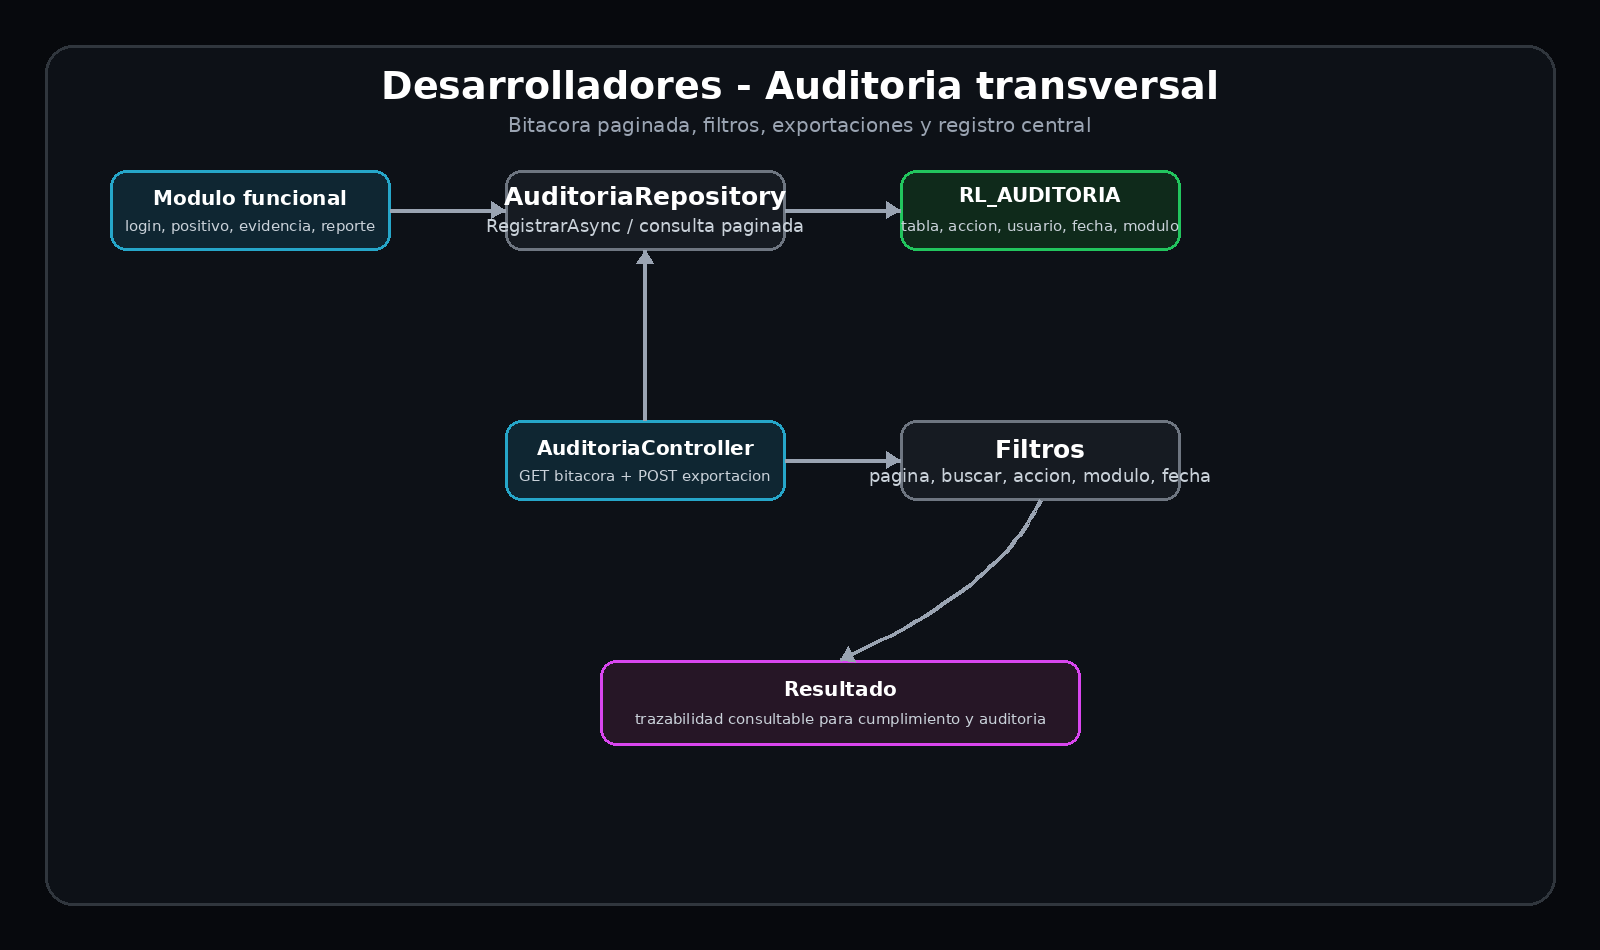 Desarrolladores - Auditoria transversal
Bitacora paginada, filtros, exportaciones y registro central
Modulo funcional
login, positivo, evidencia, reporte
AuditoriaRepository
RegistrarAsync / consulta paginada
RL_AUDITORIA
tabla, accion, usuario, fecha, modulo
AuditoriaController
GET bitacora + POST exportacion
Filtros
pagina, buscar, accion, modulo, fecha
Resultado
trazabilidad consultable para cumplimiento y auditoria